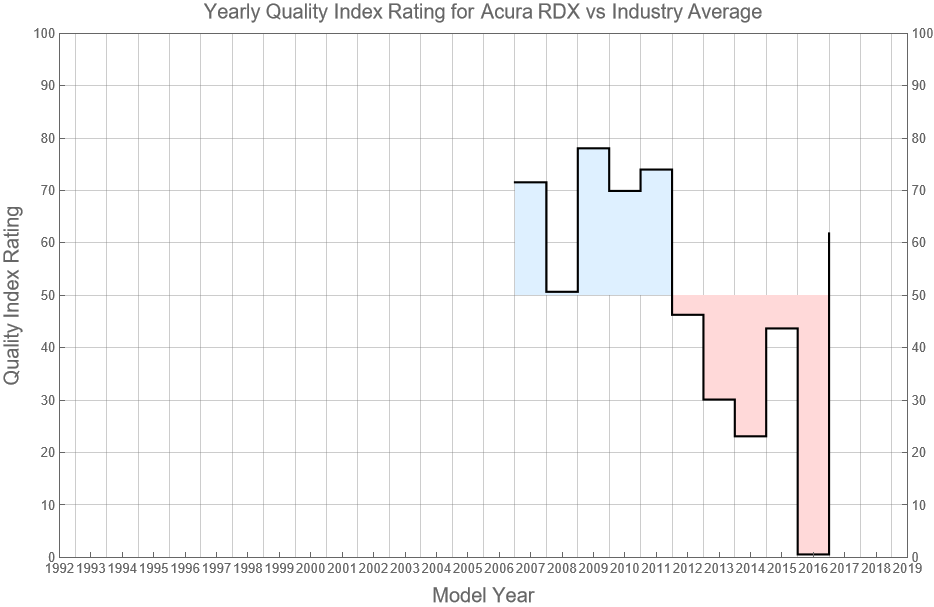 Yearly Quality Index Rating for Acura RDX vs Industry Average
100 100
90 90
80 80
70 70
60 60
50 50
40 40
30 30
20 20
10 10
0 0
Quality Index Rating
1992 1993 1994 1995 1996 1997 1998 1999 2000 2001 2002 2003 2004 2005 2006 2007 2008 2009 2010 2011 2012 2013 2014 2015 2016 2017 2018 2019
Model Year